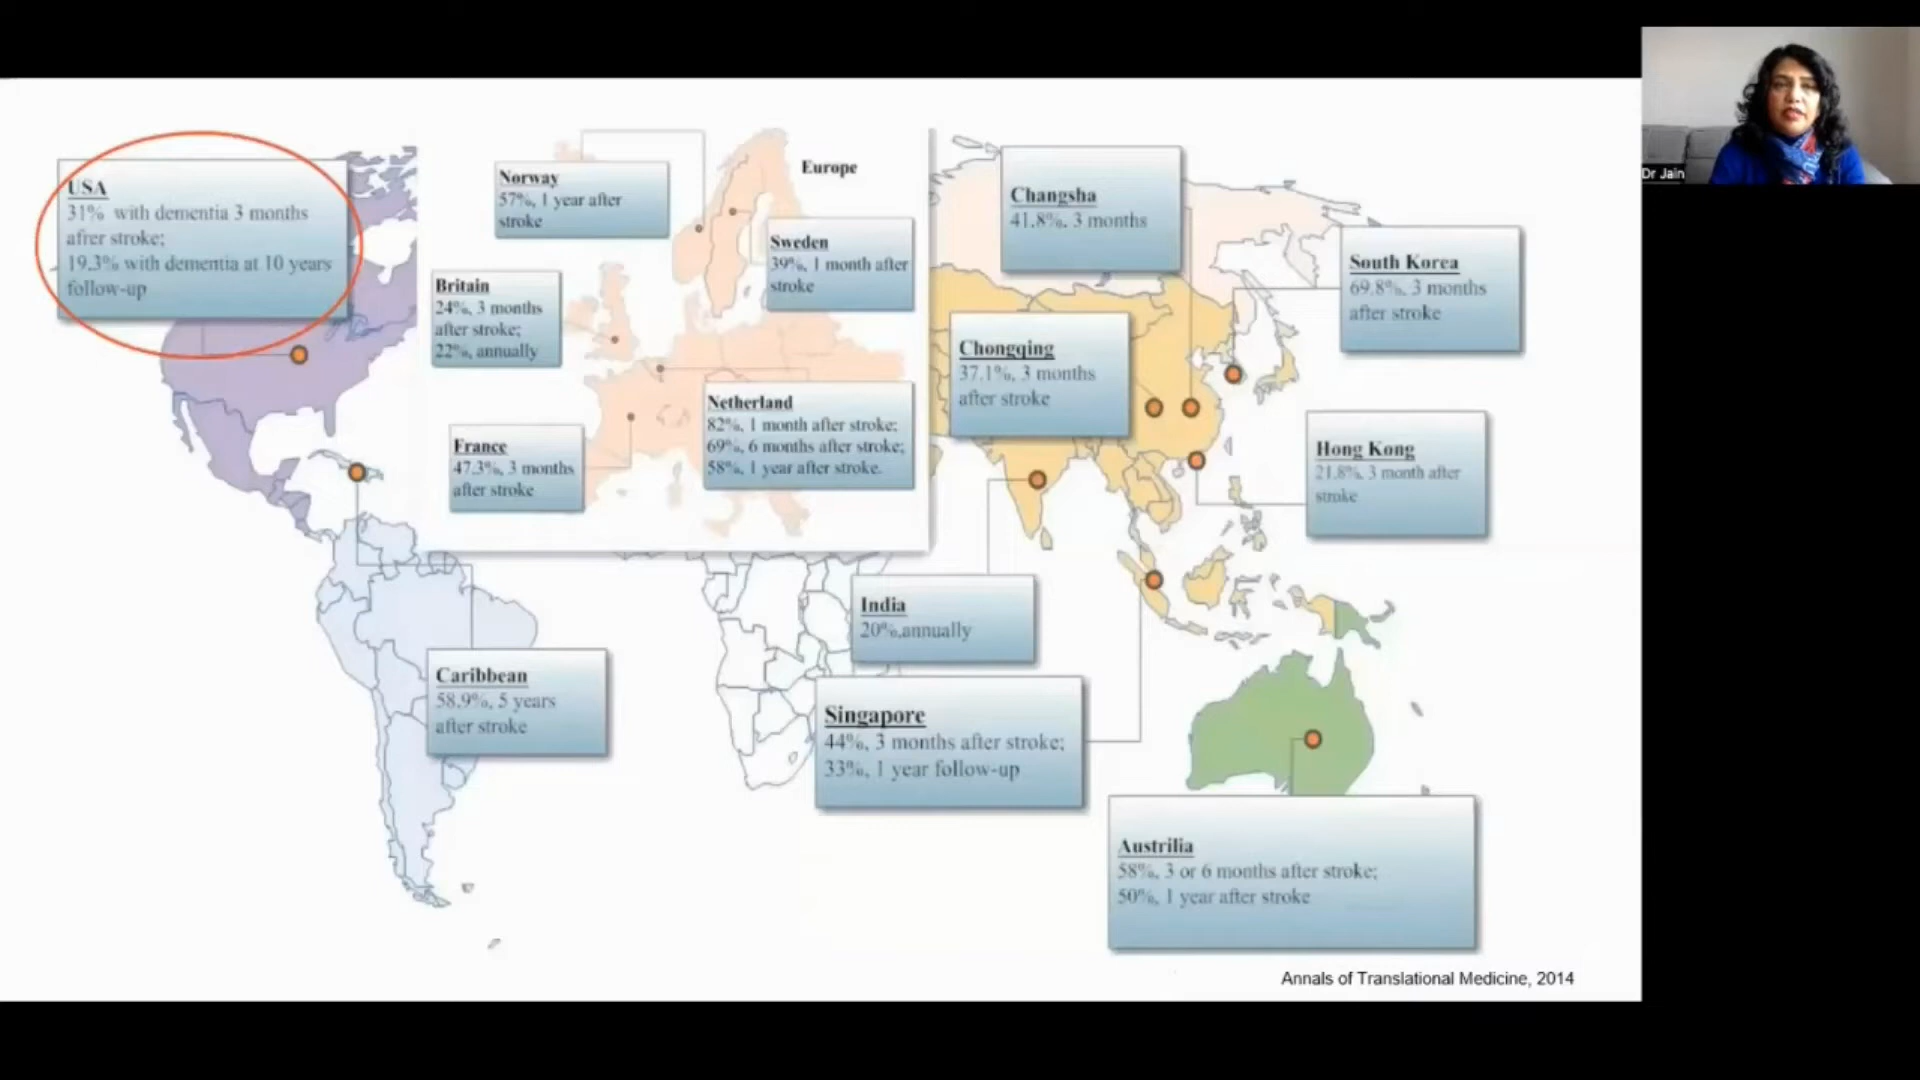 USA
31% with dementia 3 months
afrer stroke;
19.3% with dementia at 10 years
follow-up
Norway
57%, 1 year after
stroke
Europe
Sweden
39%, 1 month after
stroke
Britain
24%, 3 months
after stroke;
22%, annually
Netherland
82%, 1 month after stroke;
69%, 6 months after stroke;
58%, 1 year after stroke.
France
47.3%, 3 months
after stroke
Changsha
41.8%, 3 months
South Korea
69.8%, 3 months
after stroke
Chongqing
37.1%, 3 months
after stroke
Hong Kong
21.8%, 3 month after
stroke
India
20%,annually
Caribbean
58.9%, 5 years
after stroke
Singapore
44%, 3 months after stroke;
33%, 1 year follow-up
Austrilia
58%, 3 or 6 months after stroke;
50%, 1 year after stroke
Annals of Translational Medicine, 2014
Dr Jain